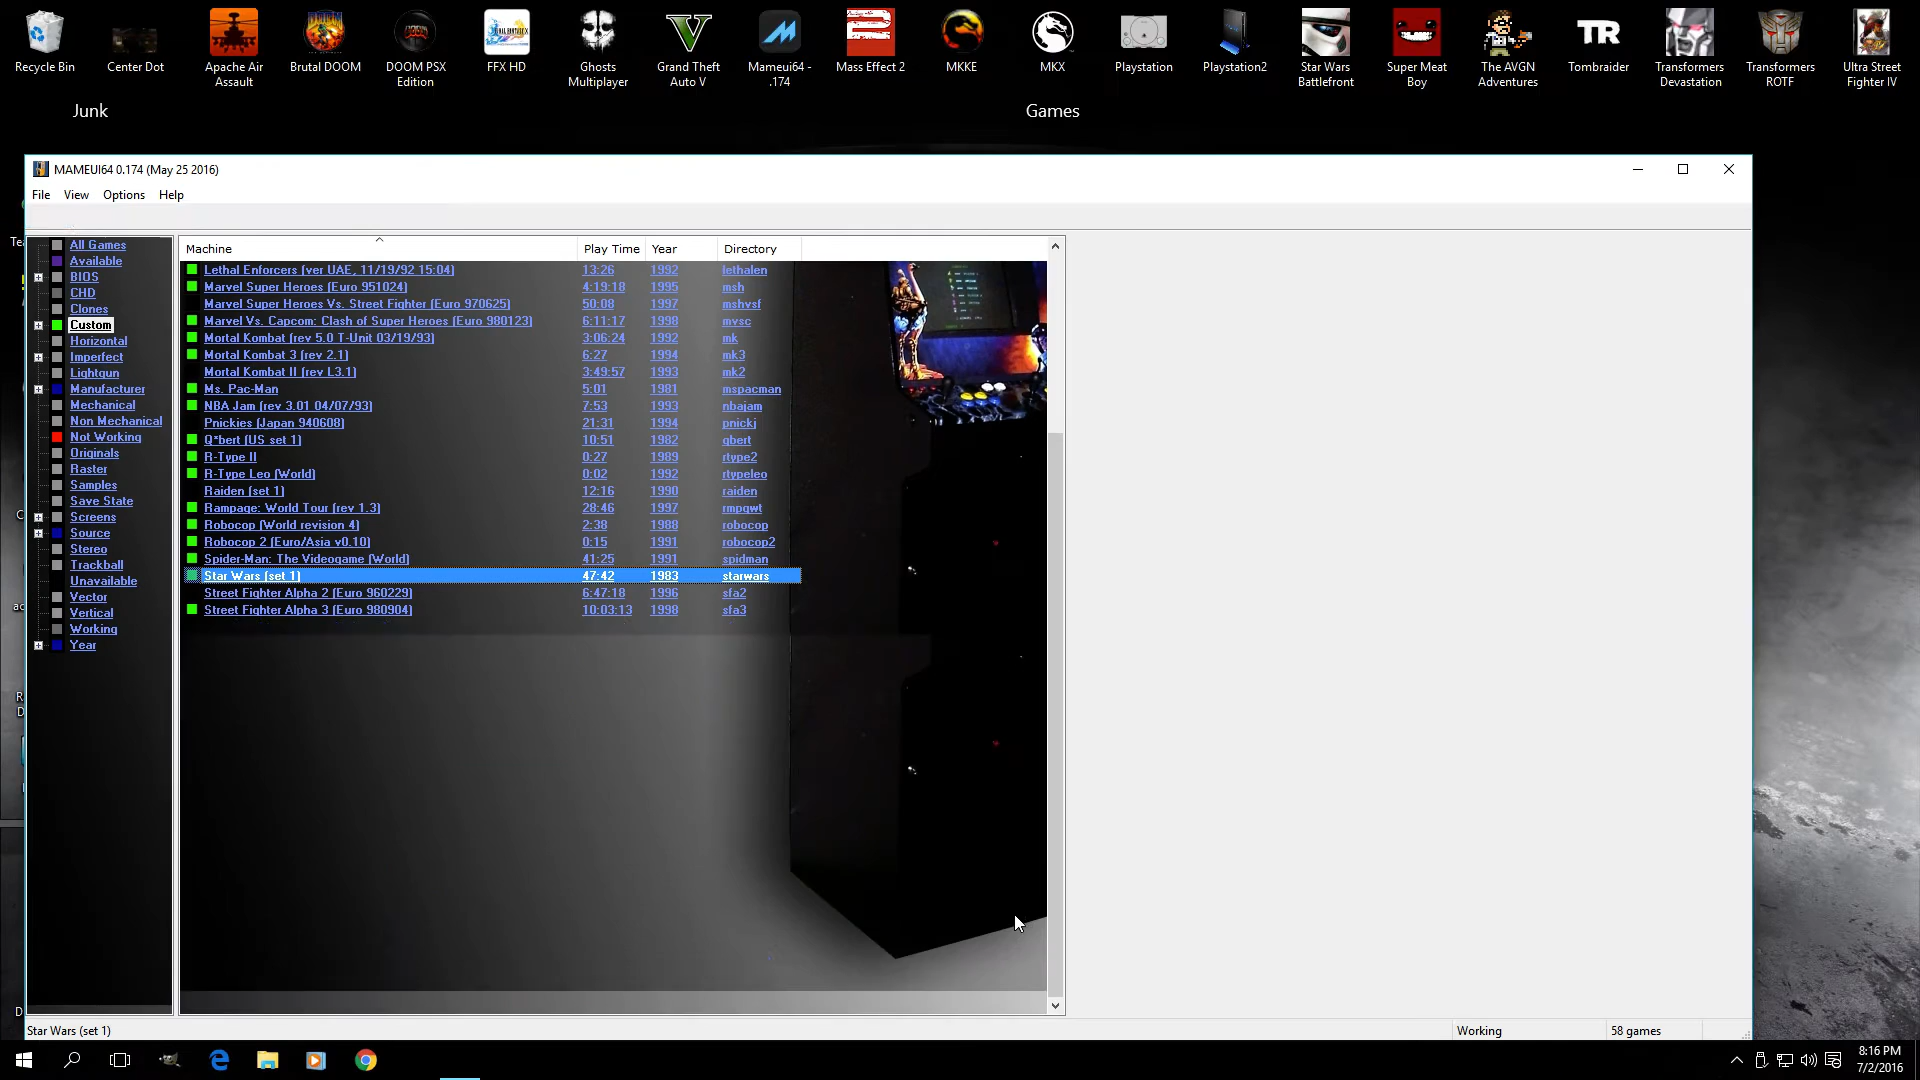 Recycle Bin
Center Dot
Apache Air Assault
Brutal DOOM
DOOM PSX Edition
FFX HD
Ghosts Multiplayer
Grand Theft Auto V
Mameui64 - .174
Mass Effect 2
MKKE
MKX
Playstation
Playstation2
Star Wars Battlefront
Super Meat Boy
The AVGN Adventures
TR
Tombraider
Transformers Devastation
Transformers ROTF
Ultra Street Fighter IV
Junk
Games
MAMEUI64 0.174 (May 25 2016)
File View Options Help
All Games
Available
BIOS
CHD
Clones
Custom
Horizontal
Imperfect
Lightgun
Manufacturer
Mechanical
Non Mechanical
Not Working
Originals
Raster
Samples
Save State
Screens
Source
Stereo
Trackball
Unavailable
Vector
Vertical
Working
Year
Machine Play Time Year Directory
Lethal Enforcers (ver UAE, 11/19/92 15:04) 13:26 1992 lethalen
Marvel Super Heroes (Euro 951024) 4:19:18 1995 msh
Marvel Super Heroes Vs. Street Fighter (Euro 970625) 50:08 1997 mshvsf
Marvel Vs. Capcom: Clash of Super Heroes (Euro 980123) 6:11:17 1998 mvsc
Mortal Kombat (rev 5.0 T-Unit 03/19/93) 3:06:24 1992 mk
Mortal Kombat 3 (rev 2.1) 6:27 1994 mk3
Mortal Kombat II (rev L3.1) 3:49:57 1993 mk2
Ms. Pac-Man 5:01 1981 mspacman
NBA Jam (rev 3.01 04/07/93) 7:53 1993 nbajam
Pnickies (Japan 940608) 21:31 1994 pnickj
Q*bert (US set 1) 10:51 1982 qbert
R-Type II 0:27 1989 rtype2
R-Type Leo (World) 0:02 1992 rtypeleo
Raiden (set 1) 12:16 1990 raiden
Rampage: World Tour (rev 1.3) 28:46 1997 rmpgwt
Robocop (World revision 4) 2:38 1988 robocop
Robocop 2 (Euro/Asia v0.10) 0:15 1991 robocop2
Spider-Man: The Videogame (World) 41:25 1991 spidman
Star Wars (set 1) 47:42 1983 starwars
Street Fighter Alpha 2 (Euro 960229) 6:47:18 1996 sfa2
Street Fighter Alpha 3 (Euro 980904) 10:03:13 1998 sfa3
Star Wars (set 1)
Working
58 games
8:16 PM
7/2/2016